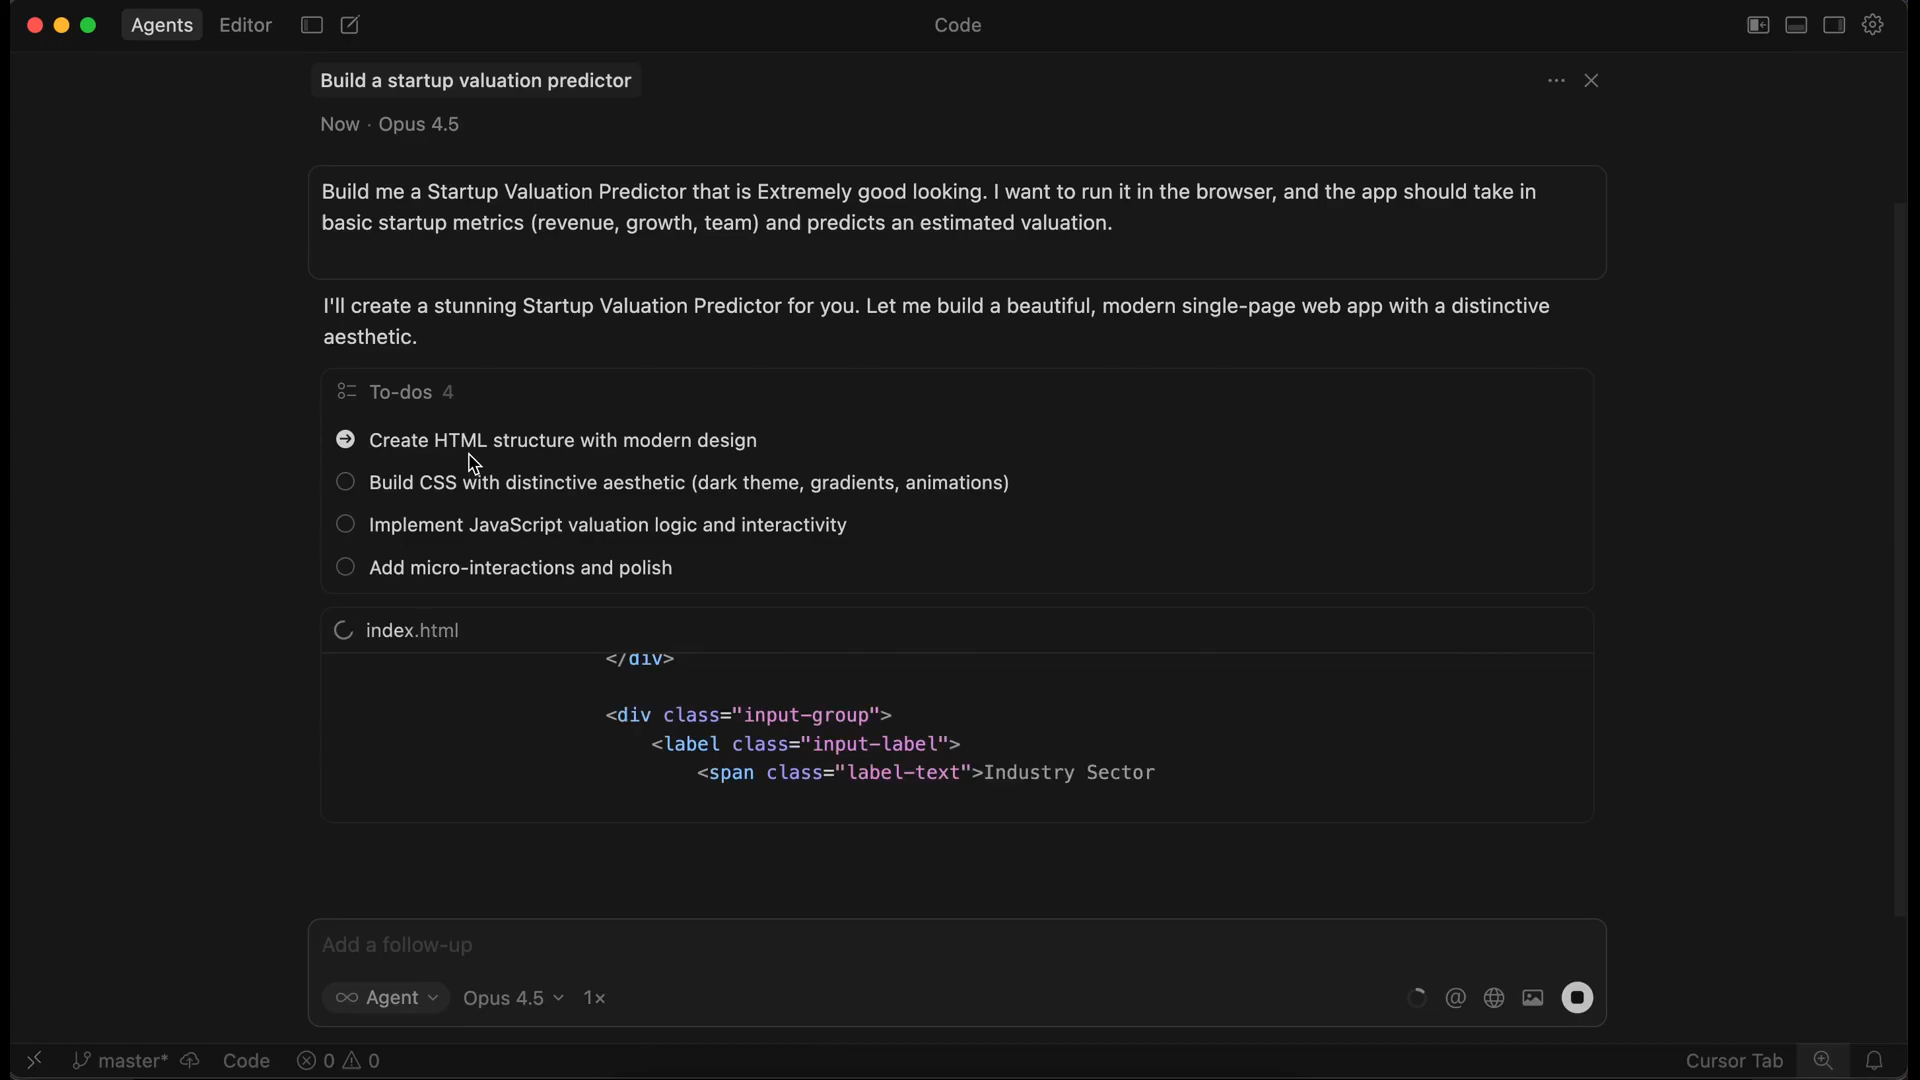 Agents Editor Code
Build a startup valuation predictor
Now · Opus 4.5
Build me a Startup Valuation Predictor that is Extremely good looking. I want to run it in the browser, and the app should take in
basic startup metrics (revenue, growth, team) and predicts an estimated valuation.
I'll create a stunning Startup Valuation Predictor for you. Let me build a beautiful, modern single-page web app with a distinctive
aesthetic.
To-dos 4
Create HTML structure with modern design
Build CSS with distinctive aesthetic (dark theme, gradients, animations)
Implement JavaScript valuation logic and interactivity
Add micro-interactions and polish
index.html
</div>
<div class="input-group">
<label class="input-label">
<span class="label-text">Industry Sector
Add a follow-up
Agent Opus 4.5 1×
master* Code 0 0 Cursor Tab